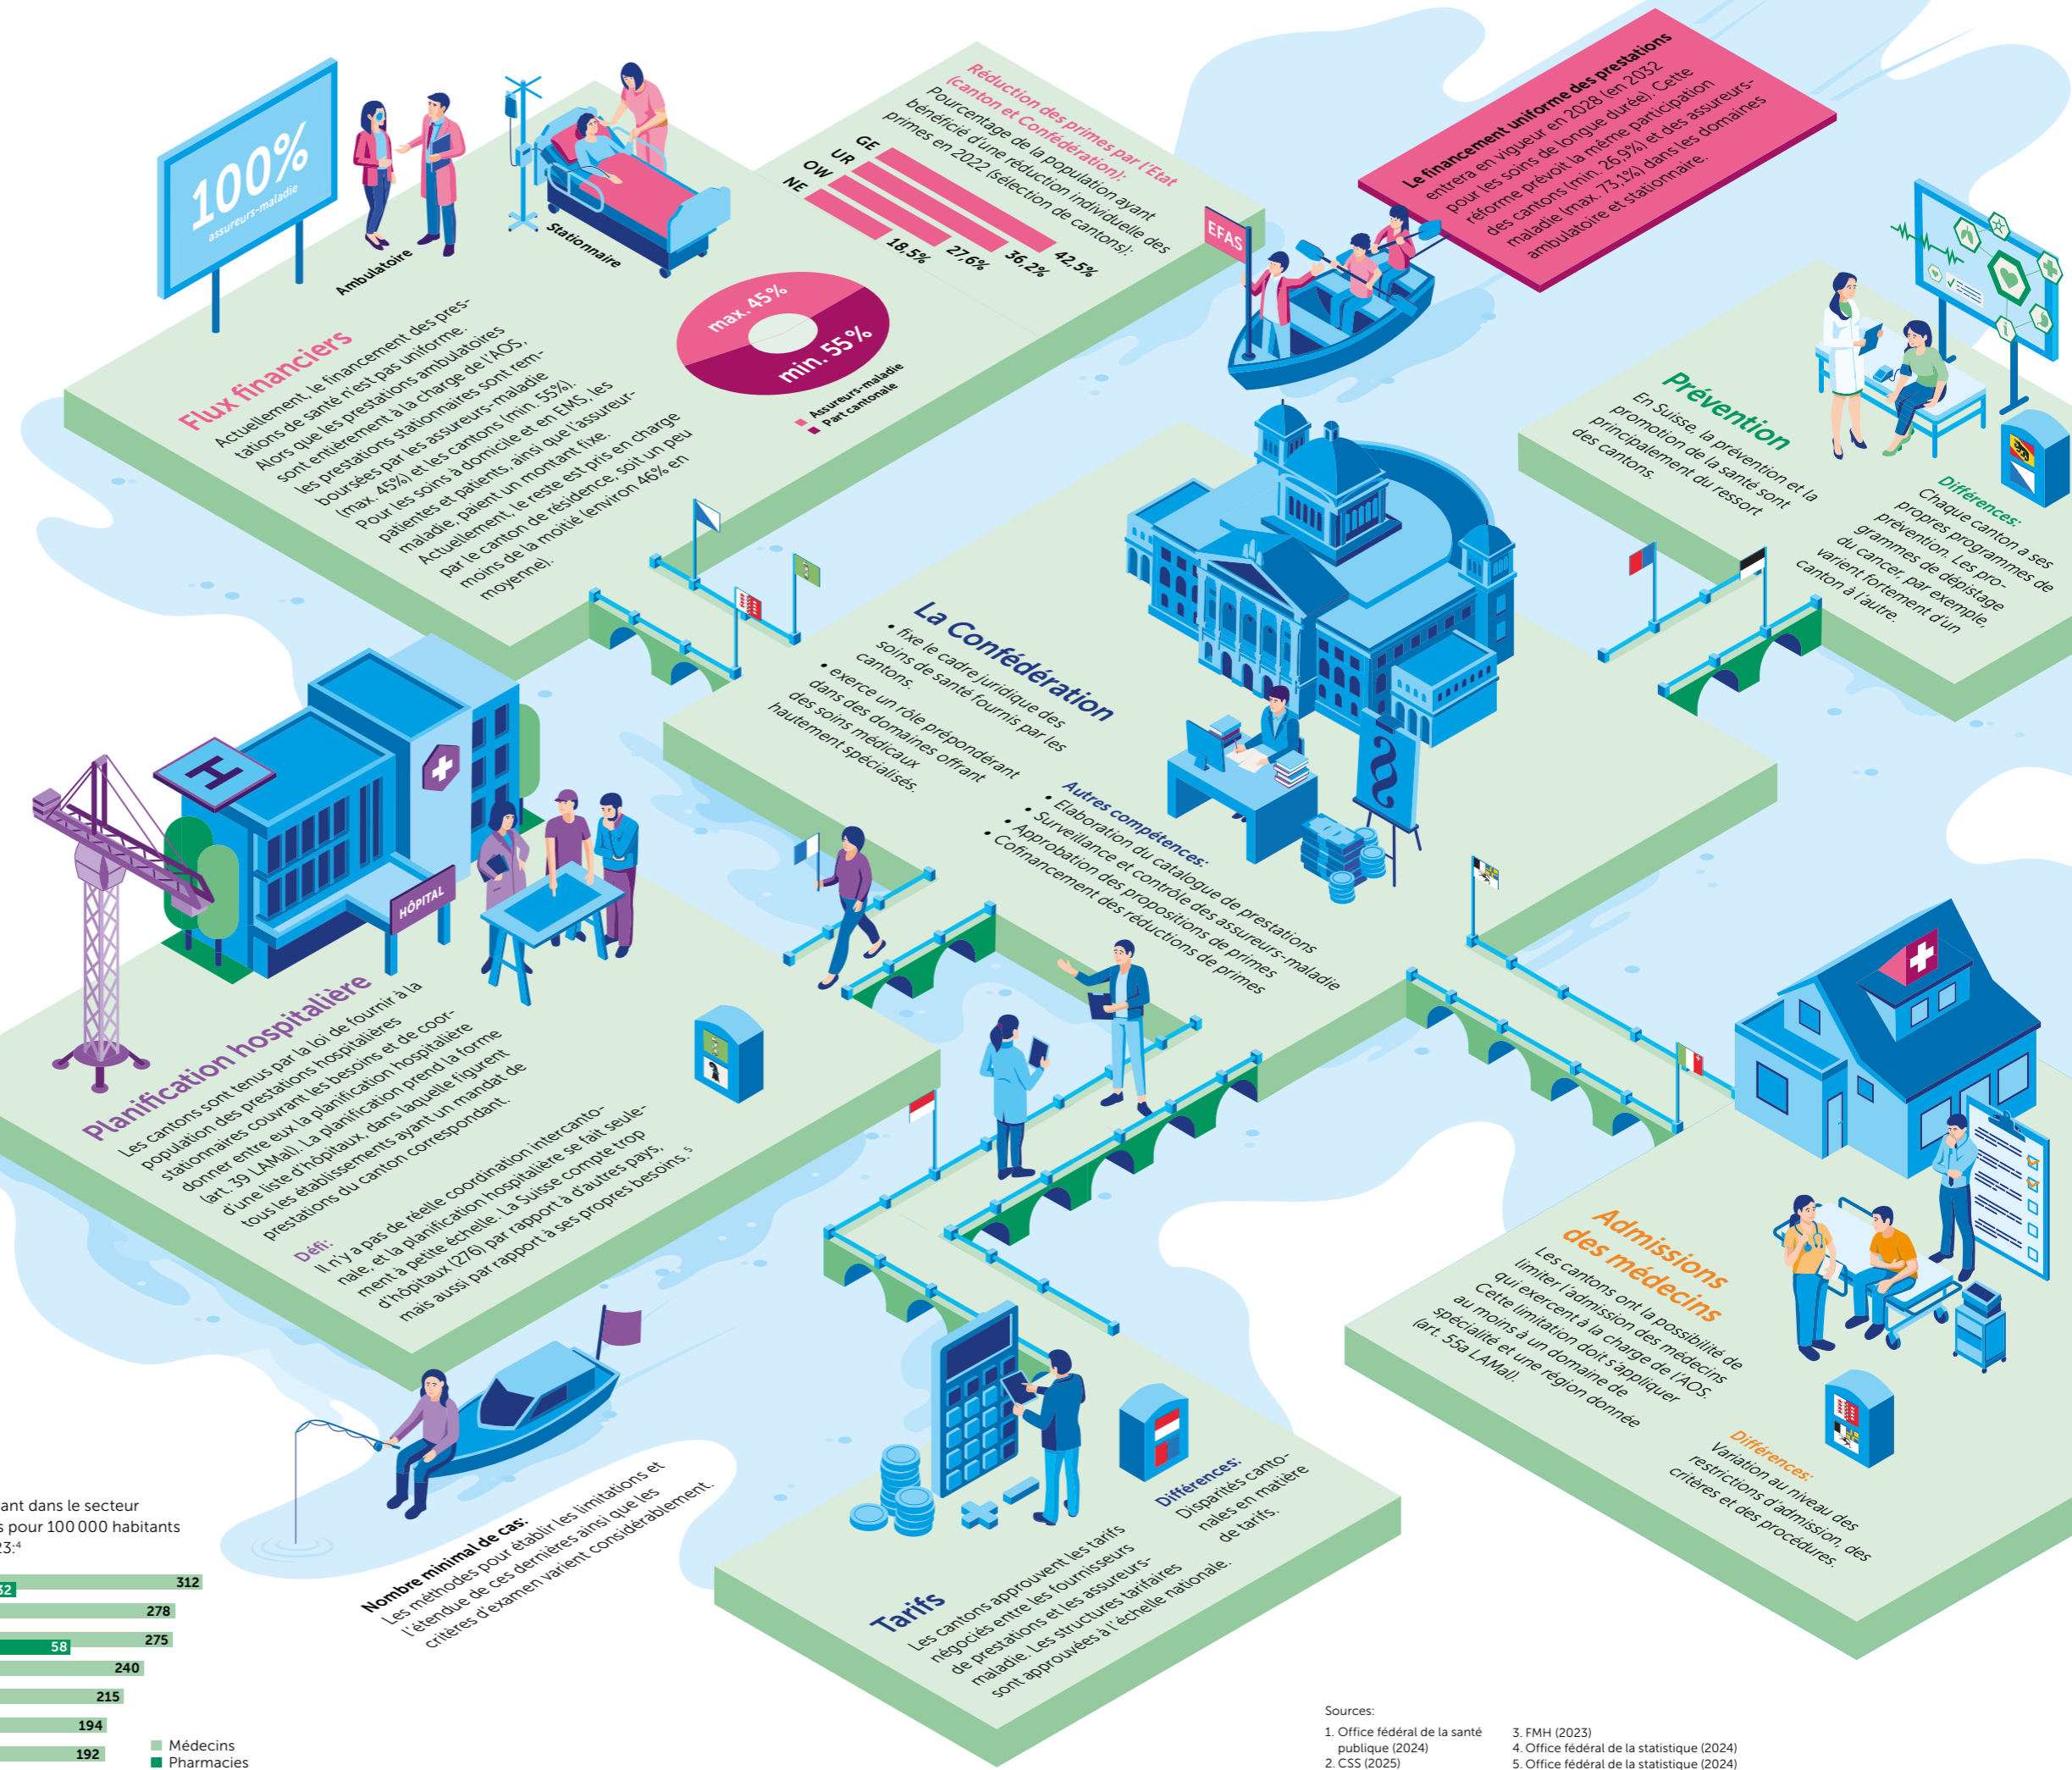 100%
assureurs-maladie
Ambulatoire
Stationnaire
Flux financiers
Actuellement, le financement des pres-
tations de santé n'est pas uniforme.
Alors que les prestations ambulatoires
sont entièrement à la charge de l'AOS,
les prestations stationnaires sont rem-
boursées par les assureurs-maladie
(max. 45%) et les cantons (min. 55%).
Pour les soins à domicile et en EMS, les
patientes et patients, ainsi que l'assureur-
maladie, paient un montant fixe.
Actuellement, le reste est pris en charge
par le canton de résidence, soit un peu
moins de la moitié (environ 46% en
moyenne).
Réduction des primes par l'Etat
(canton et Confédération):
Pourcentage de la population ayant
bénéficié d'une réduction individuelle des
primes en 2022 (sélection de cantons):
GE
42,5%
UR
36,2%
OW
27,6%
NE
18,5%
max. 45%
min. 55%
Assureurs-maladie
Part cantonale
EFAS
Le financement uniforme des prestations
entrera en vigueur en 2028 (en 2032
pour les soins de longue durée). Cette
réforme prévoit la même participation
des cantons (min. 26,9%) et des assureurs-
maladie (max. 73,1%) dans les domaines
ambulatoire et stationnaire.
Prévention
En Suisse, la prévention et la
promotion de la santé sont
principalement du ressort
des cantons.
Différences:
Chaque canton a ses
propres programmes de
prévention. Les pro-
grammes de dépistage
du cancer, par exemple,
varient fortement d'un
canton à l'autre.
La Confédération
• fixe le cadre juridique des
soins de santé fournis par les
cantons.
• exerce un rôle prépondérant
dans des domaines offrant
des soins médicaux
hautement spécialisés.
Autres compétences:
• Elaboration du catalogue de prestations
• Surveillance et contrôle des assureurs-maladie
• Approbation des propositions de primes
• Cofinancement des réductions de primes
§
H
HÔPITAL
Planification hospitalière
Les cantons sont tenus par la loi de fournir à la
population des prestations hospitalières
stationnaires couvrant les besoins et de coor-
donner entre eux la planification hospitalière
(art. 39 LAMal). La planification prend la forme
d'une liste d'hôpitaux, dans laquelle figurent
tous les établissements ayant un mandat de
prestations du canton correspondant.
Défi:
Il n'y a pas de réelle coordination intercanto-
nale, et la planification hospitalière se fait seule-
ment à petite échelle. La Suisse compte trop
d'hôpitaux (276) par rapport à d'autres pays,
mais aussi par rapport à ses propres besoins.⁵
Nombre minimal de cas:
Les méthodes pour établir les limitations et
l'étendue de ces dernières ainsi que les
critères d'examen varient considérablement.
Admissions
des médecins
Les cantons ont la possibilité de
limiter l'admission des médecins
qui exercent à la charge de l'AOS.
Cette limitation doit s'appliquer
au moins à un domaine de
spécialité et une région donnée
(art. 55a LAMal).
Différences:
Variation au niveau des
restrictions d'admission, des
critères et des procédures.
Tarifs
Les cantons approuvent les tarifs
négociés entre les fournisseurs
de prestations et les assureurs-
maladie. Les structures tarifaires
sont approuvées à l'échelle nationale.
Différences:
Disparités canto-
nales en matière
de tarifs.
ant dans le secteur
s pour 100 000 habitants
23:⁴
312
32
278
275
58
240
215
194
192
Médecins
Pharmacies
Sources:
1. Office fédéral de la santé
publique (2024)
2. CSS (2025)
3. FMH (2023)
4. Office fédéral de la statistique (2024)
5. Office fédéral de la statistique (2024)